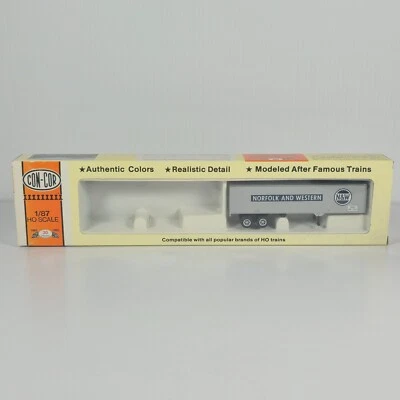 CON-COR
★Authentic Colors ★Realistic Detail ★Modeled After Famous Trains
1/87
HO SCALE
NORFOLK AND WESTERN
N&W
Compatible with all popular brands of HO trains